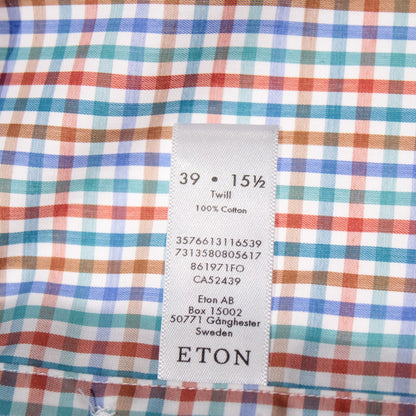 39 • 15½
Twill
100% Cotton
3576613116539
7313580805617
861971FO
CA52439
Eton AB
Box 15002
50771 Gånghester
Sweden
ETON